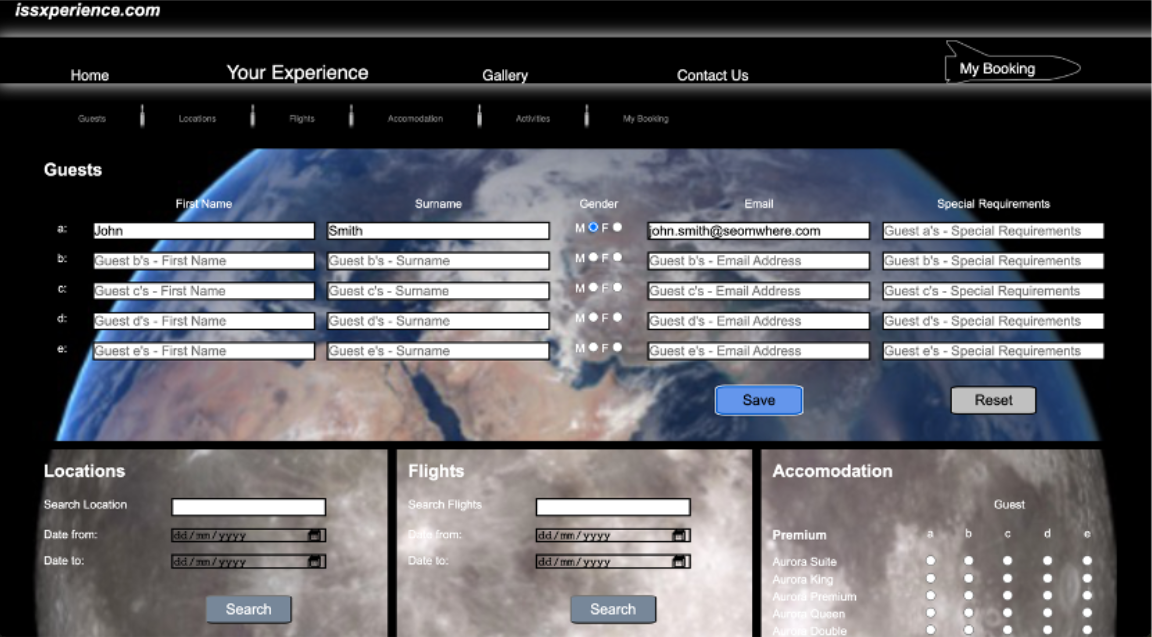 issxperience.com
Home Your Experience Gallery Contact Us My Booking
Guests Locations Flights Accomodation Activities My Booking
Guests
First Name Surname Gender Email Special Requirements
a: John Smith M F john.smith@seomwhere.com Guest a's - Special Requirements
b: Guest b's - First Name Guest b's - Surname M F Guest b's - Email Address Guest b's - Special Requirements
c: Guest c's - First Name Guest c's - Surname M F Guest c's - Email Address Guest c's - Special Requirements
d: Guest d's - First Name Guest d's - Surname M F Guest d's - Email Address Guest d's - Special Requirements
e: Guest e's - First Name Guest e's - Surname M F Guest e's - Email Address Guest e's - Special Requirements
Save Reset
Locations
Search Location
Date from: dd/mm/yyyy
Date to: dd/mm/yyyy
Search
Flights
Search Flights
Date from: dd/mm/yyyy
Date to: dd/mm/yyyy
Search
Accomodation
Guest
Premium a b c d e
Aurora Suite
Aurora King
Aurora Premium
Aurora Queen
Aurora Double